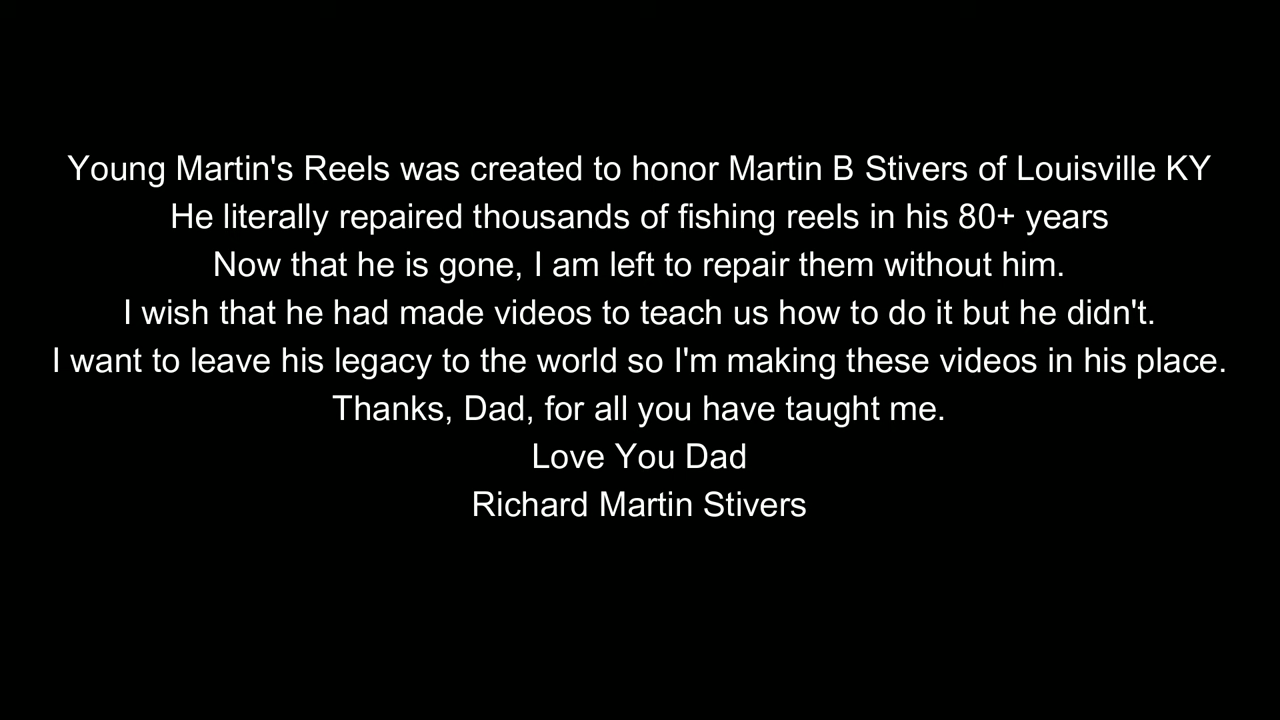 Young Martin's Reels was created to honor Martin B Stivers of Louisville KY
He literally repaired thousands of fishing reels in his 80+ years
Now that he is gone, I am left to repair them without him.
I wish that he had made videos to teach us how to do it but he didn't.
I want to leave his legacy to the world so I'm making these videos in his place.
Thanks, Dad, for all you have taught me.
Love You Dad
Richard Martin Stivers